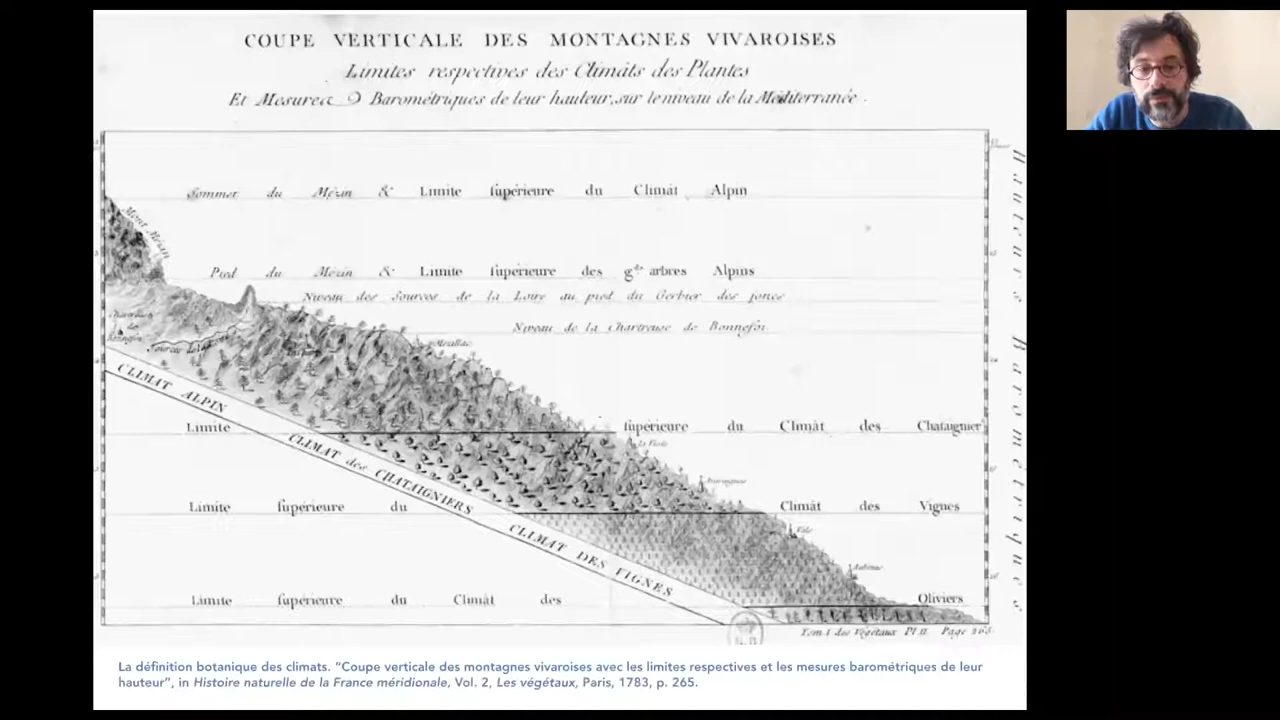 COUPE VERTICALE DES MONTAGNES VIVAROISES
Limites respectives des Climats des Plantes
Et Mesures Barométriques de leur hauteur, sur le niveau de la Méditerranée.
Sommet du Mézin & Limite supérieure du Climat Alpin
Mont Mézin
Pied du Mezin & Limite supérieure des gds arbres Alpins
Niveau des Sources de la Loire au pied du Gerbier des joncs
Niveau de la Chartreuse de Bonnefoi
Hauteurs Barométriques
CLIMAT ALPIN
Limite supérieure du Climat des Chataigniers
CLIMAT des CHATAIGNIERS
Limite supérieure du Climat des Vignes
CLIMAT DES VIGNES
Limite supérieure du Climat des Oliviers
Tom. I des Végétaux Pl. II Page 265.
La définition botanique des climats. “Coupe verticale des montagnes vivaroises avec les limites respectives et les mesures barométriques de leur
hauteur”, in Histoire naturelle de la France méridionale, Vol. 2, Les végétaux, Paris, 1783, p. 265.